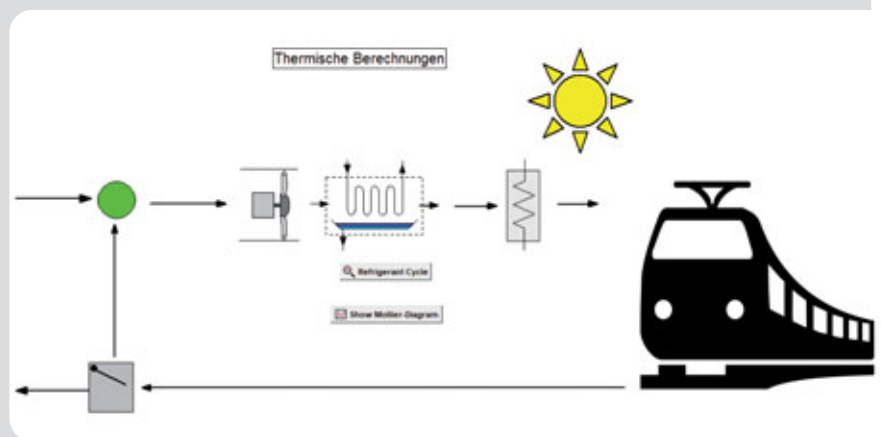 Thermische Berechnungen
Refrigerant Cycle
Show Mollier-Diagram